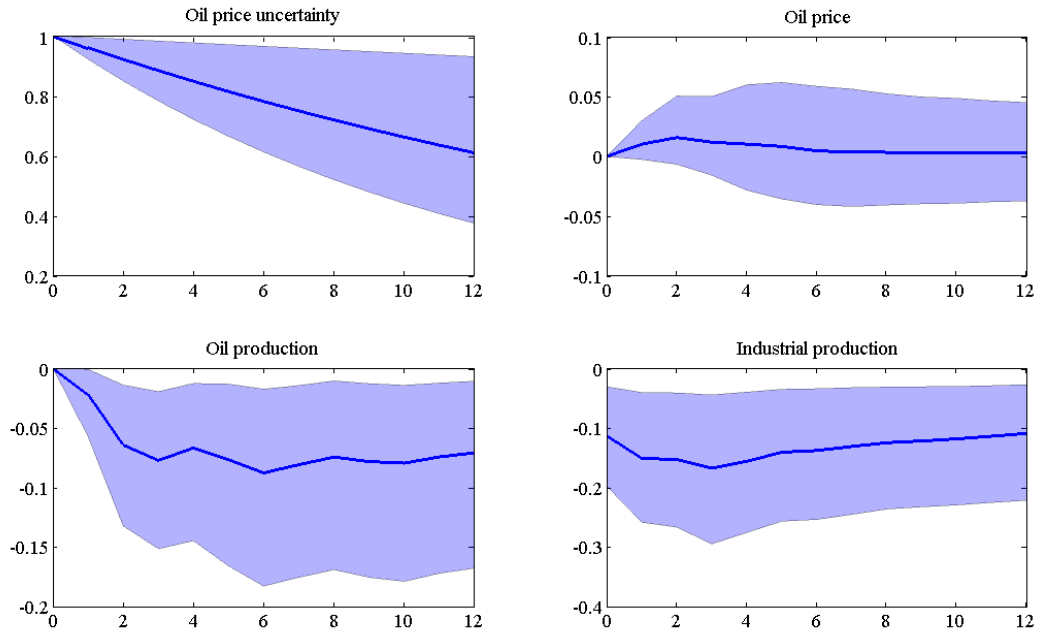 Oil price uncertainty
1
0.8
0.6
0.4
0.2
0 2 4 6 8 10 12
Oil price
0.1
0.05
0
-0.05
-0.1
0 2 4 6 8 10 12
Oil production
0
-0.05
-0.1
-0.15
-0.2
0 2 4 6 8 10 12
Industrial production
0
-0.1
-0.2
-0.3
-0.4
0 2 4 6 8 10 12